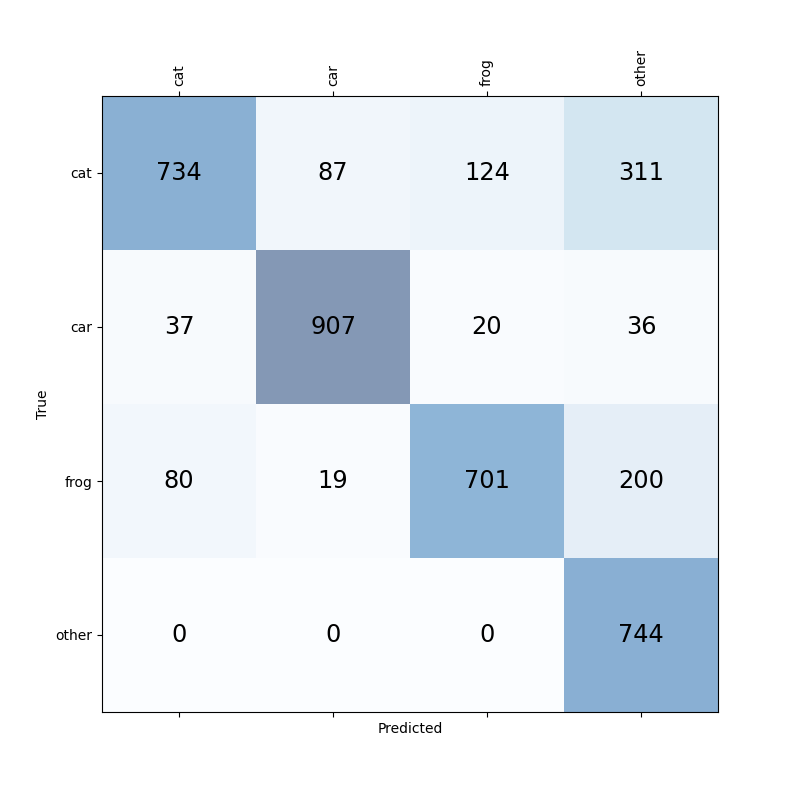 cat car frog other
cat 734 87 124 311
car 37 907 20 36
True
frog 80 19 701 200
other 0 0 0 744
Predicted